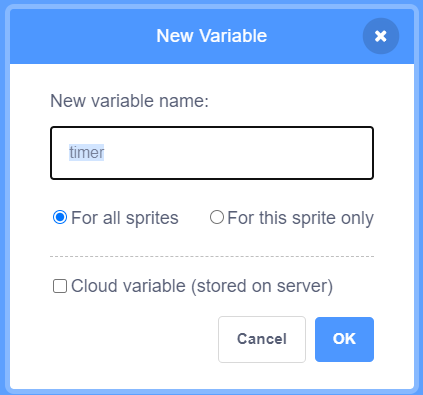 New Variable
New variable name:
timer
For all sprites For this sprite only
Cloud variable (stored on server)
Cancel OK